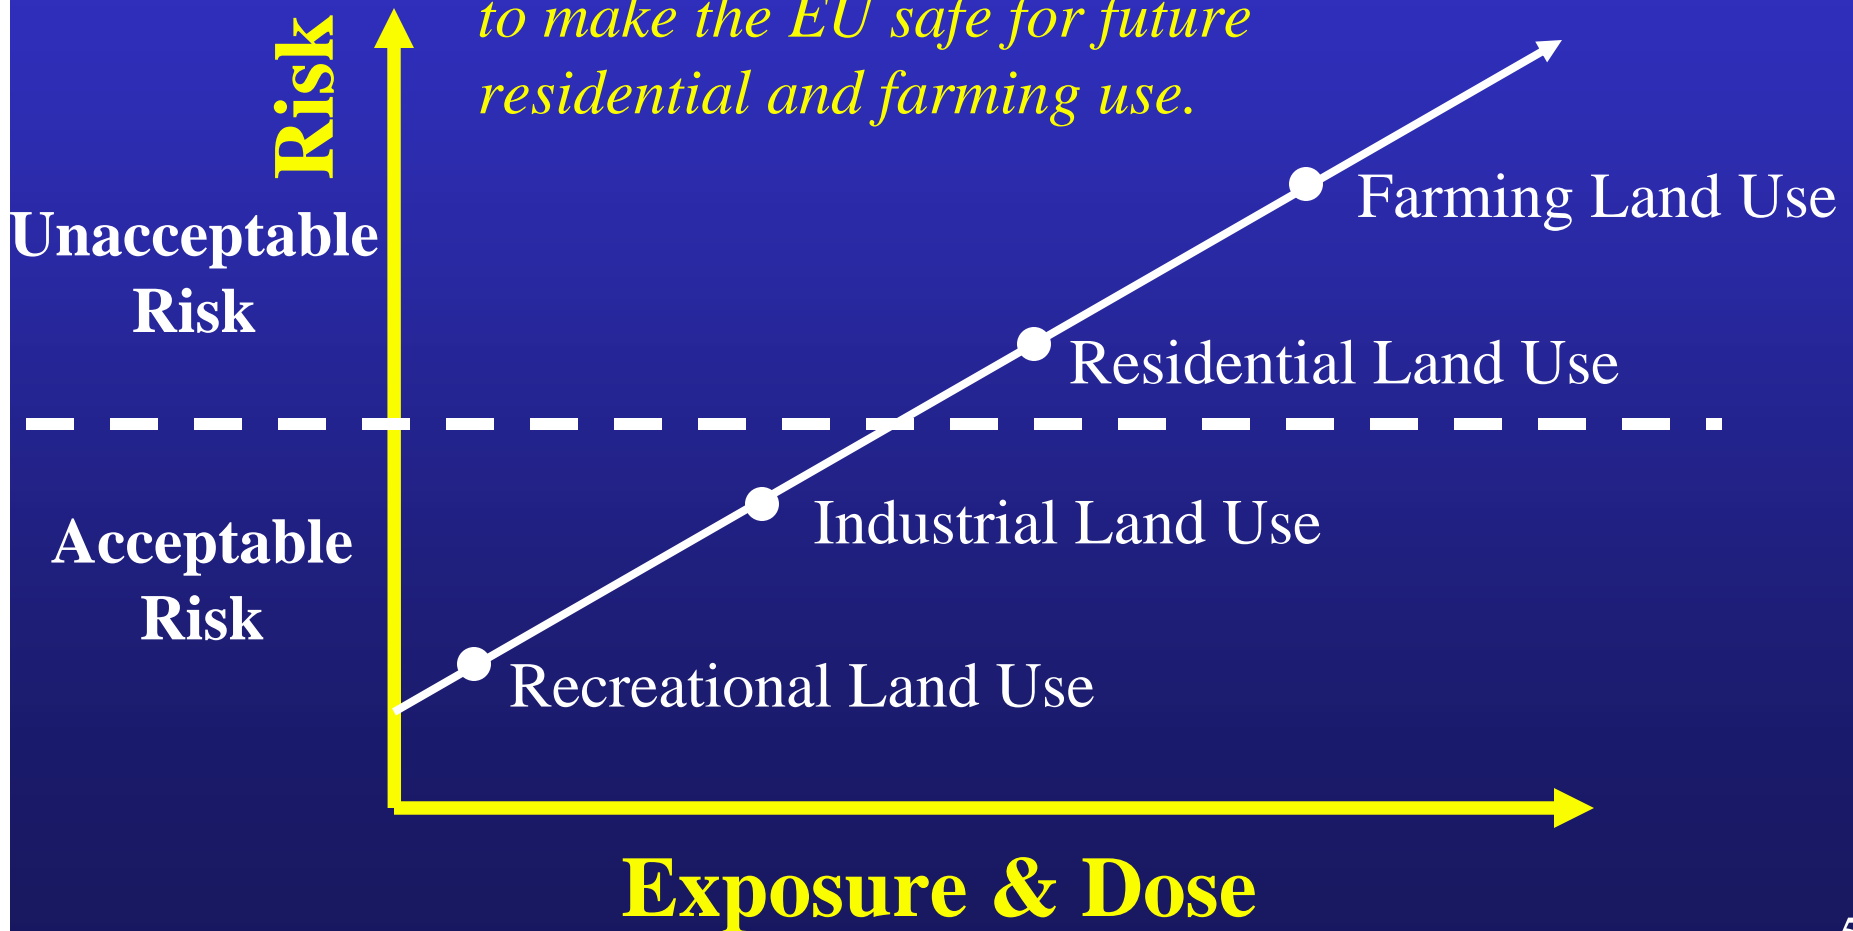 to make the EU safe for future
residential and farming use.
Risk
Farming Land Use
Unacceptable
Risk
Residential Land Use
Industrial Land Use
Acceptable
Risk
Recreational Land Use
Exposure & Dose